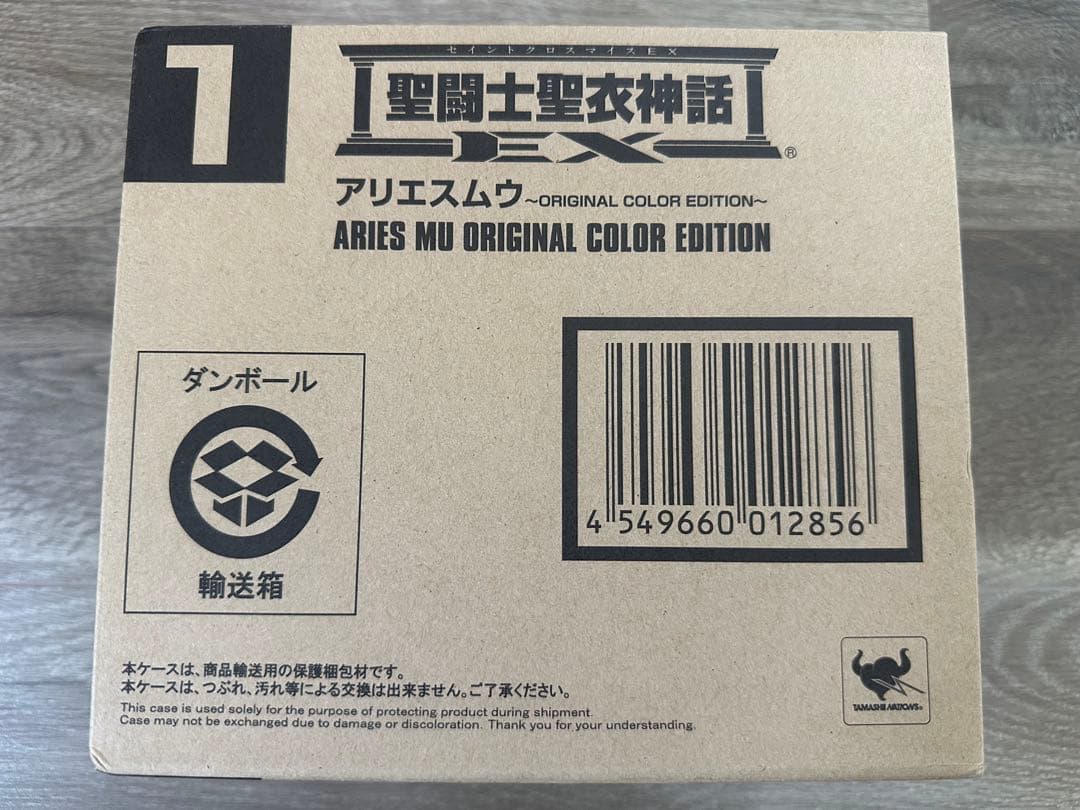 1
セイントクロスマイスEX
聖闘士聖衣神話
EX®
アリエスムウ~ORIGINAL COLOR EDITION~
ARIES MU ORIGINAL COLOR EDITION
ダンボール
輸送箱
4 549660 012856
本ケースは、商品輸送用の保護梱包材です。
本ケースは、つぶれ、汚れ等による交換は出来ません。ご了承ください。
This case is used solely for the purpose of protecting product during shipment.
Case may not be exchanged due to damage or discoloration. Thank you for your understanding.
TAMASHII NATIONS®